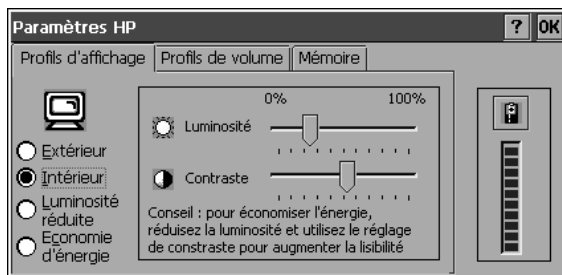 Paramètres HP
? OK
Profils d'affichage
Profils de volume
Mémoire
0%
100%
Luminosité
Contraste
Extérieur
Intérieur
Luminosité
réduite
Economie
d'énergie
Conseil : pour économiser l'énergie,
réduisez la luminosité et utilisez le réglage
de constraste pour augmenter la lisibilité